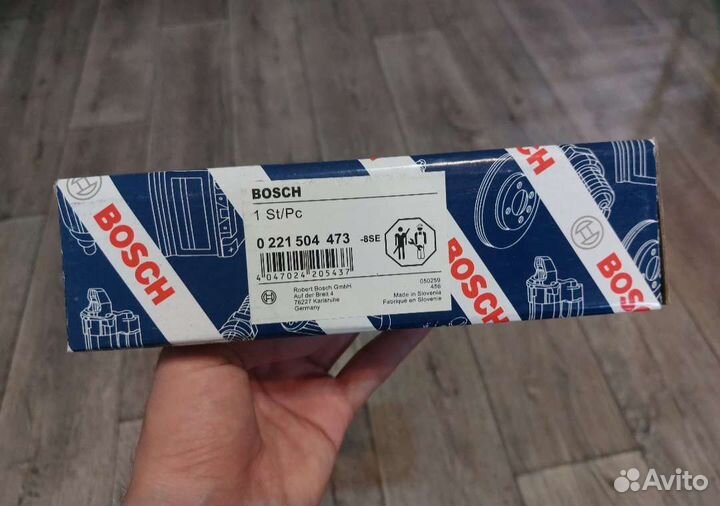 BOSCH
1 St/Pc
0 221 504 473 -8SE
4 047024 205437
Robert Bosch GmbH
Auf der Breit 4
76227 Karlsruhe
Germany
050259
456
Made in Slovenia
Fabriqué en Slovenie
BOSCH
BOSCH
BOSCH
BOSCH
Avito